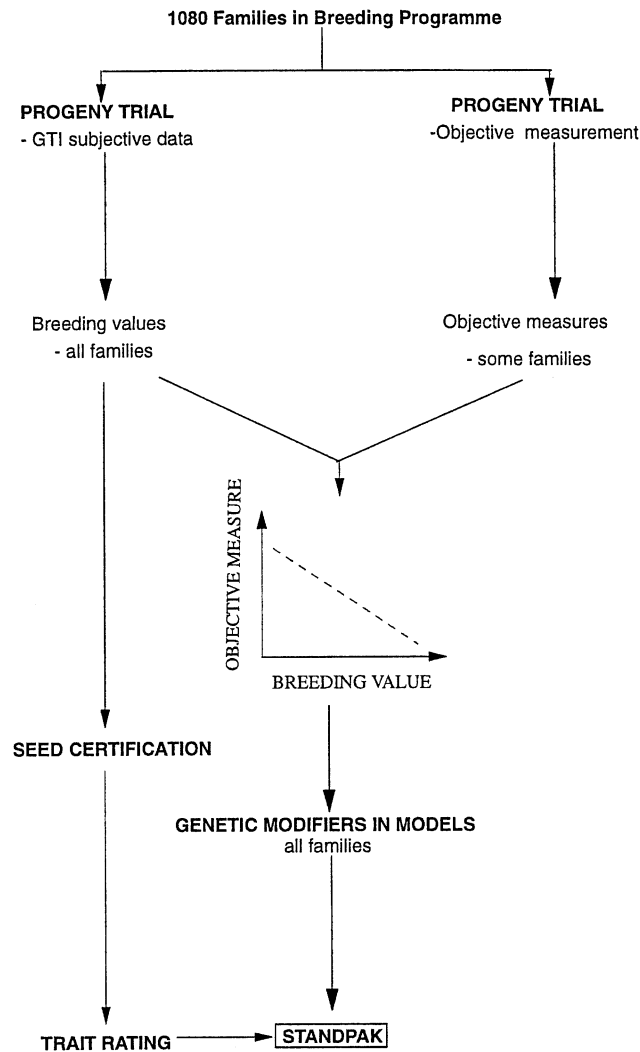 1080 Families in Breeding Programme
PROGENY TRIAL
- GTI subjective data
PROGENY TRIAL
-Objective measurement
Breeding values
- all families
Objective measures
- some families
OBJECTIVE MEASURE
BREEDING VALUE
SEED CERTIFICATION
GENETIC MODIFIERS IN MODELS
all families
TRAIT RATING
STANDPAK